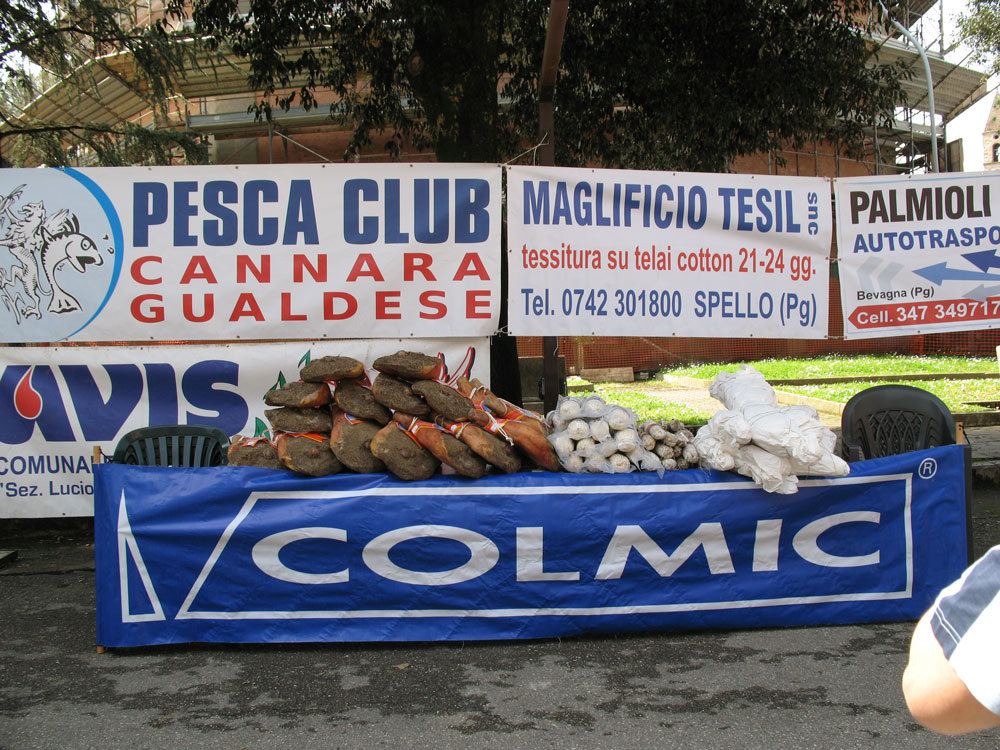 PESCA CLUB
CANNARA
GUALDESE
MAGLIFICIO TESIL snc
tessitura su telai cotton 21-24 gg.
Tel. 0742 301800 SPELLO (Pg)
PALMIOLI
AUTOTRASPO
Bevagna (Pg)
Cell. 347 349717
AVIS
COMUNA
"Sez. Lucio
COLMIC ®